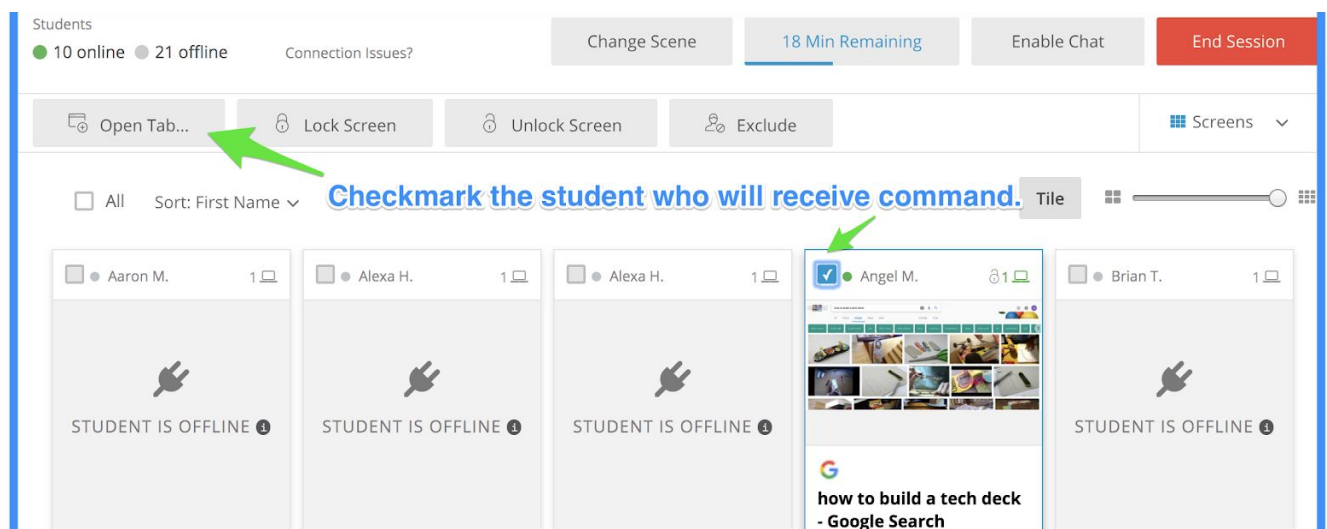 Students
10 online 21 offline Connection Issues?
Change Scene 18 Min Remaining Enable Chat End Session
Open Tab... Lock Screen Unlock Screen Exclude Screens
All Sort: First Name Checkmark the student who will receive command. Tile
Aaron M. 1 Alexa H. 1 Alexa H. 1 Angel M. 1 Brian T. 1
STUDENT IS OFFLINE STUDENT IS OFFLINE STUDENT IS OFFLINE STUDENT IS OFFLINE
how to build a tech deck
- Google Search